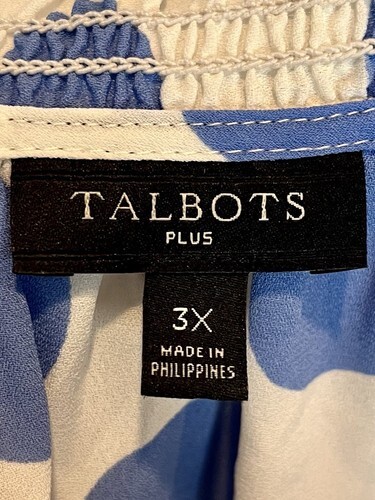 TALBOTS
PLUS
3X
MADE IN
PHILIPPINES